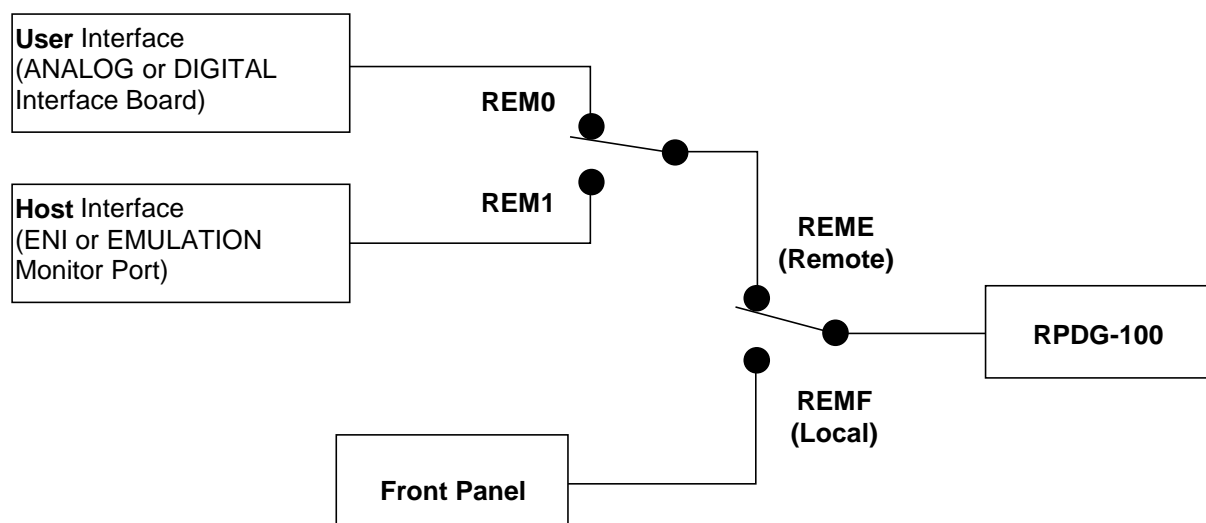 User Interface
(ANALOG or DIGITAL
Interface Board)
REM0
Host Interface
(ENI or EMULATION
Monitor Port)
REM1
REME
(Remote)
RPDG-100
REMF
(Local)
Front Panel